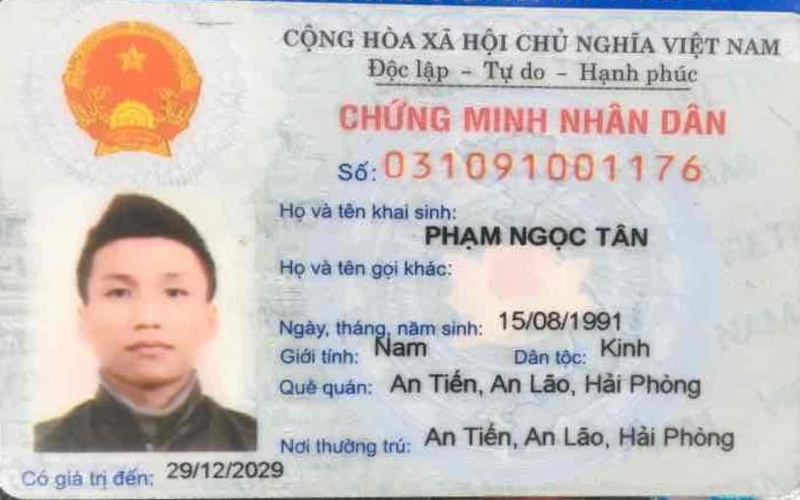 CỘNG HÒA XÃ HỘI CHỦ NGHĨA VIỆT NAM
Độc lập - Tự do - Hạnh phúc
CHỨNG MINH NHÂN DÂN
Số: 031091001176
Họ và tên khai sinh:
PHẠM NGỌC TÂN
Họ và tên gọi khác:
Ngày, tháng, năm sinh: 15/08/1991
Giới tính: Nam Dân tộc: Kinh
Quê quán: An Tiến, An Lão, Hải Phòng
Nơi thường trú: An Tiến, An Lão, Hải Phòng
Có giá trị đến: 29/12/2029